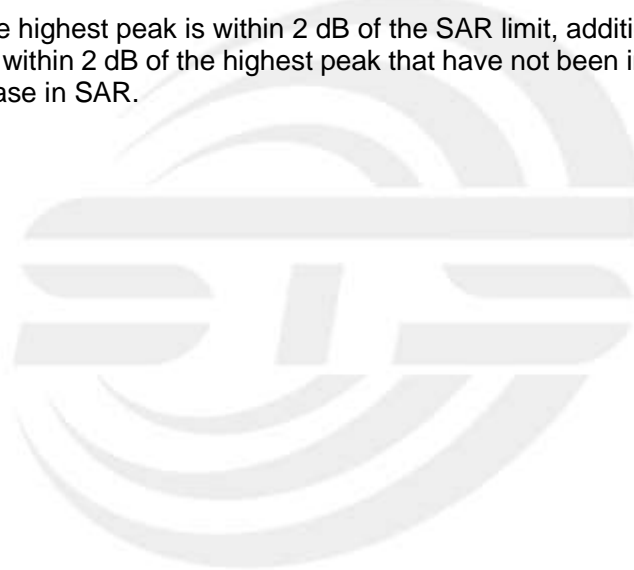 e highest peak is within 2 dB of the SAR limit, additi
within 2 dB of the highest peak that have not been i
ase in SAR.
STS